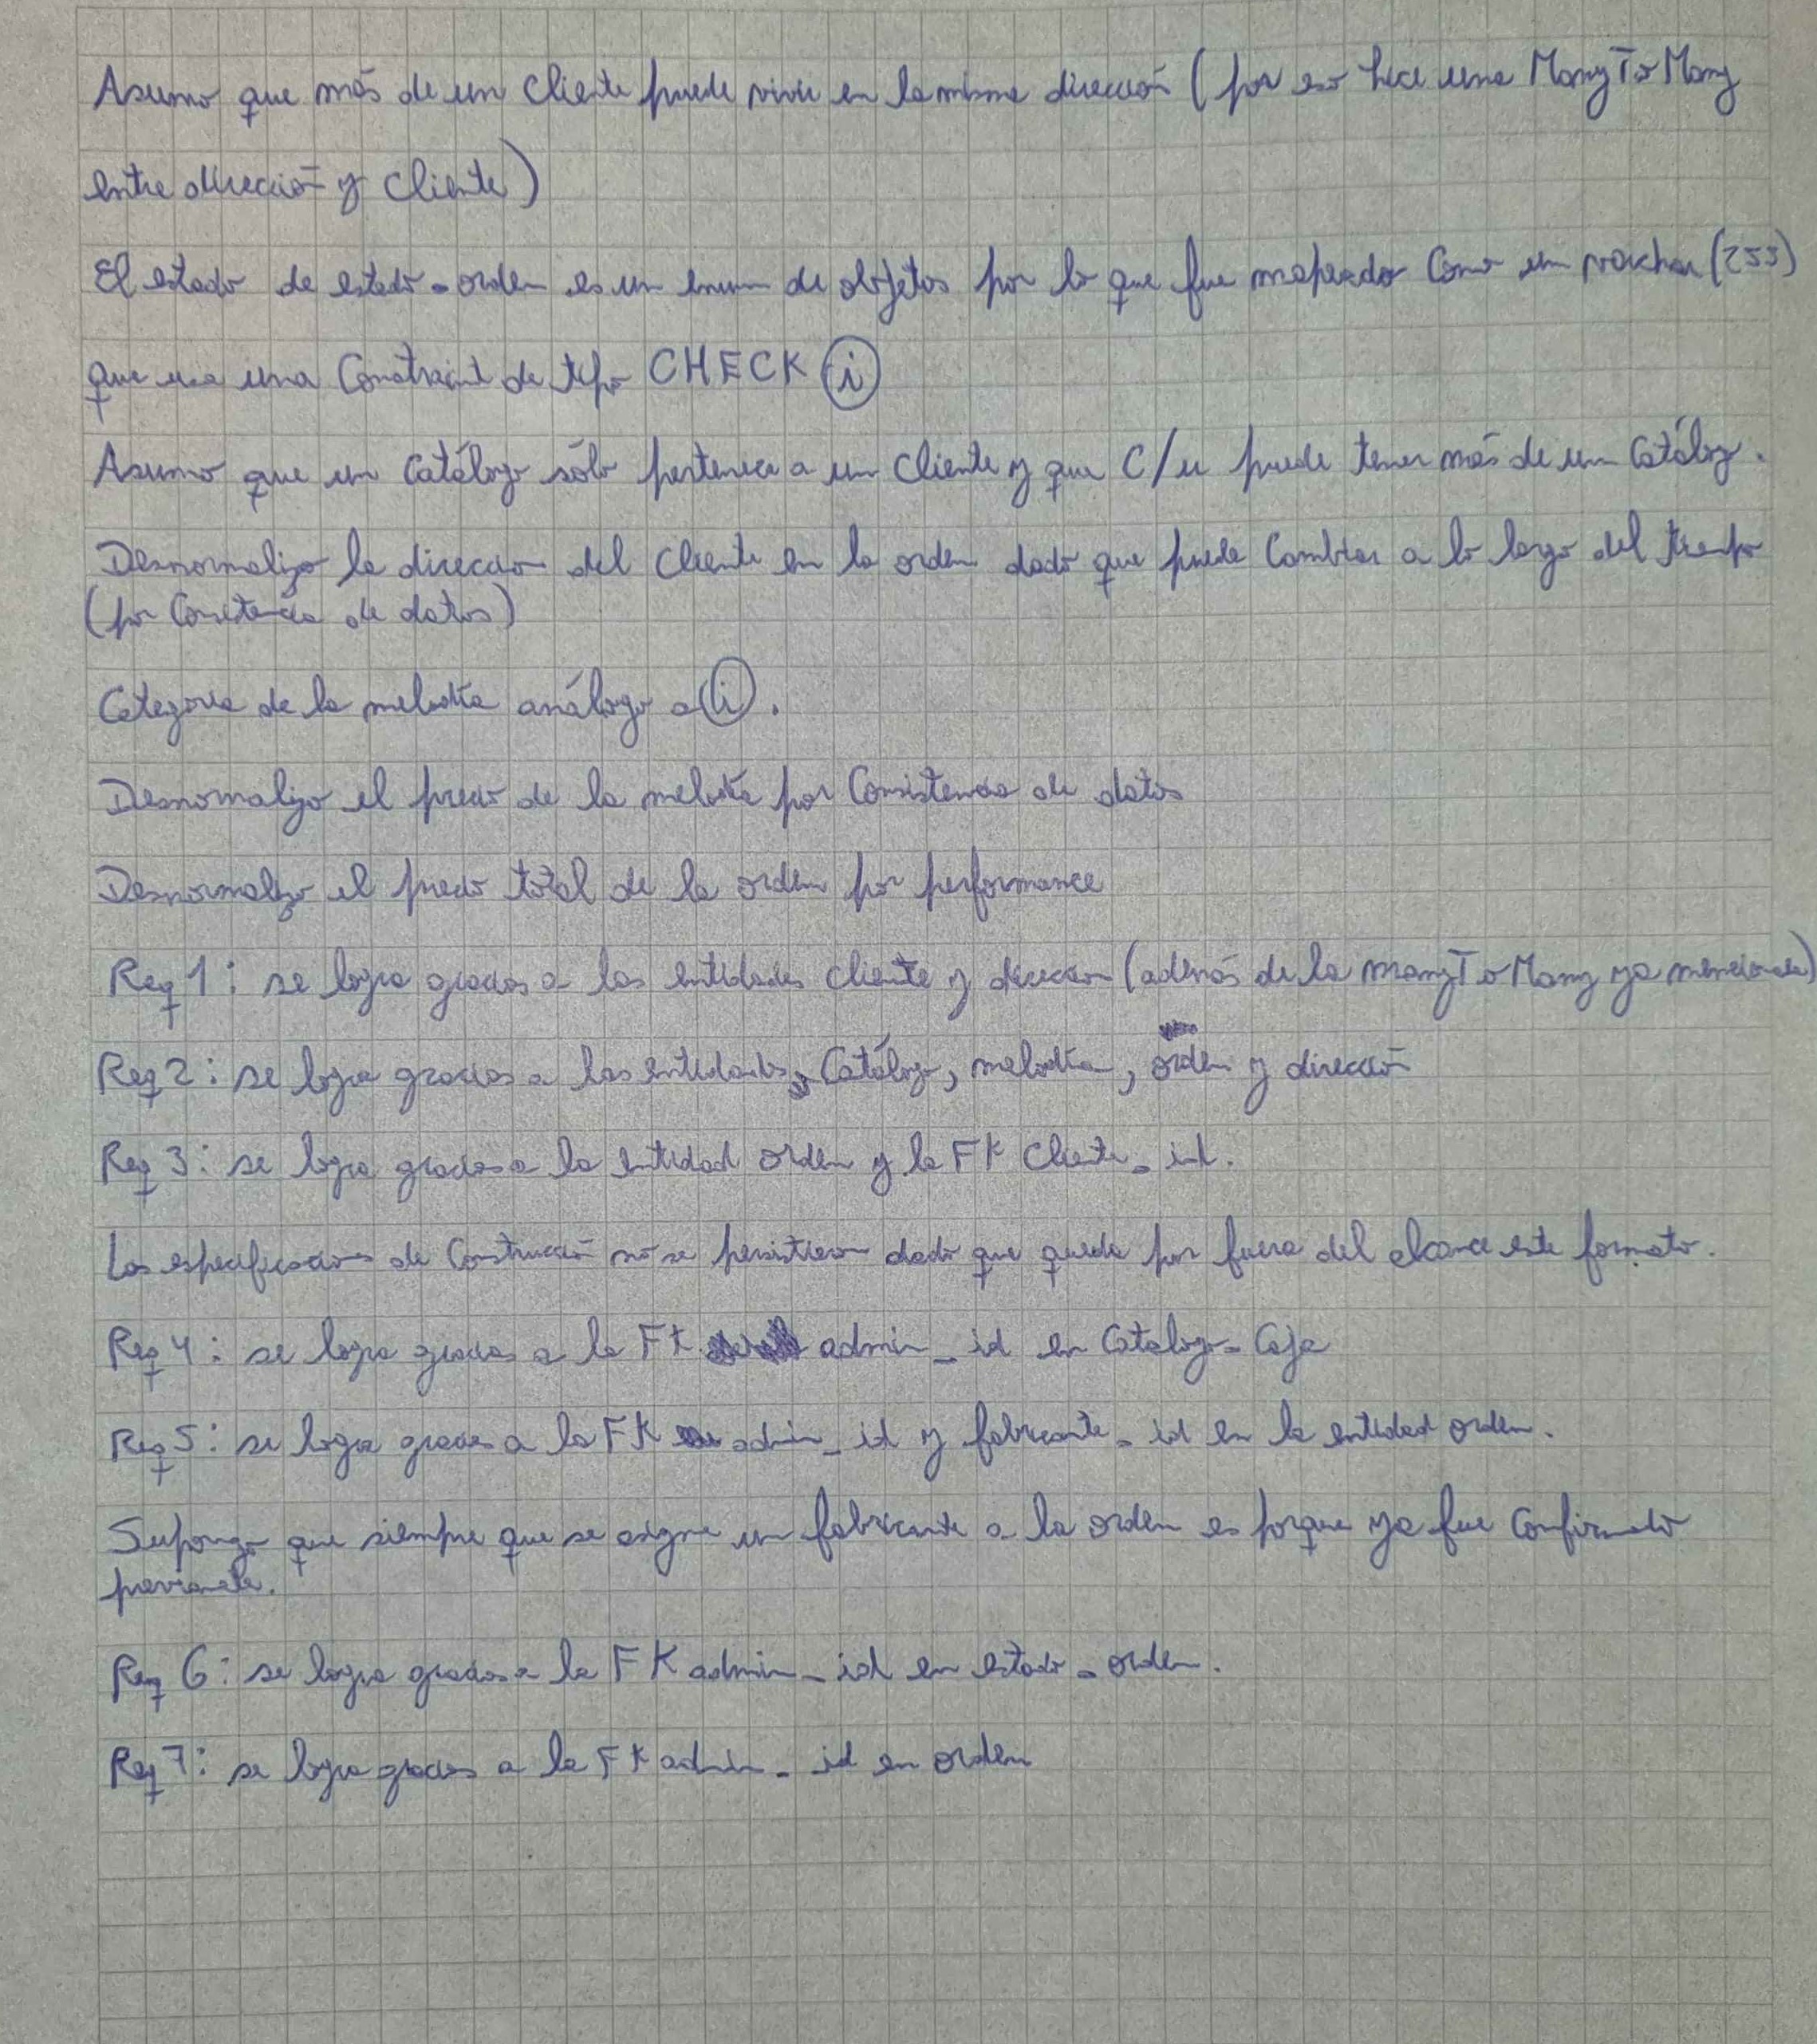 Asumo que más de un cliente puede vivir en la misma dirección (por eso hice una ManyToMany
entre dirección y cliente)
El estado de estado_orden es un enum de objetos por lo que fue mapeado como un varchar (255)
que usa una constraint de tipo CHECK (i)
Asumo que un catálogo sólo pertenece a un cliente y que c/u puede tener más de un catálogo.
Desnormalizo la direccion del cliente en la orden dado que puede cambiar a lo largo del tiempo
(por consistencia de datos)
Categoria de la melodía análogo a (i).
Desnormalizo el precio de la melodía por consistencia de datos
Desnormalizo el precio total de la orden por performance
Req 1: se logra gracias a las entidades cliente y direccion (además de la manyToMany ya mencionada)
Req 2: se logra gracias a las entidades catálogo, melodía, orden y dirección
Req 3: se logra gracias a la entidad orden y la FK cliente_id.
Las especificaciones de construcción no se persistieron dado que queda por fuera del alcance este formato.
Req 4: se logra gracias a la FK admin_id en catalogo_caja
Req 5: se logra gracias a la FK admin_id y fabricante_id en la entidad orden.
Supongo que siempre que se asigne un fabricante a la orden es porque ya fue confirmado
previamente.
Req 6: se logra gracias a la FK admin_id en estado_orden.
Req 7: se logra gracias a la FK admin_id en orden